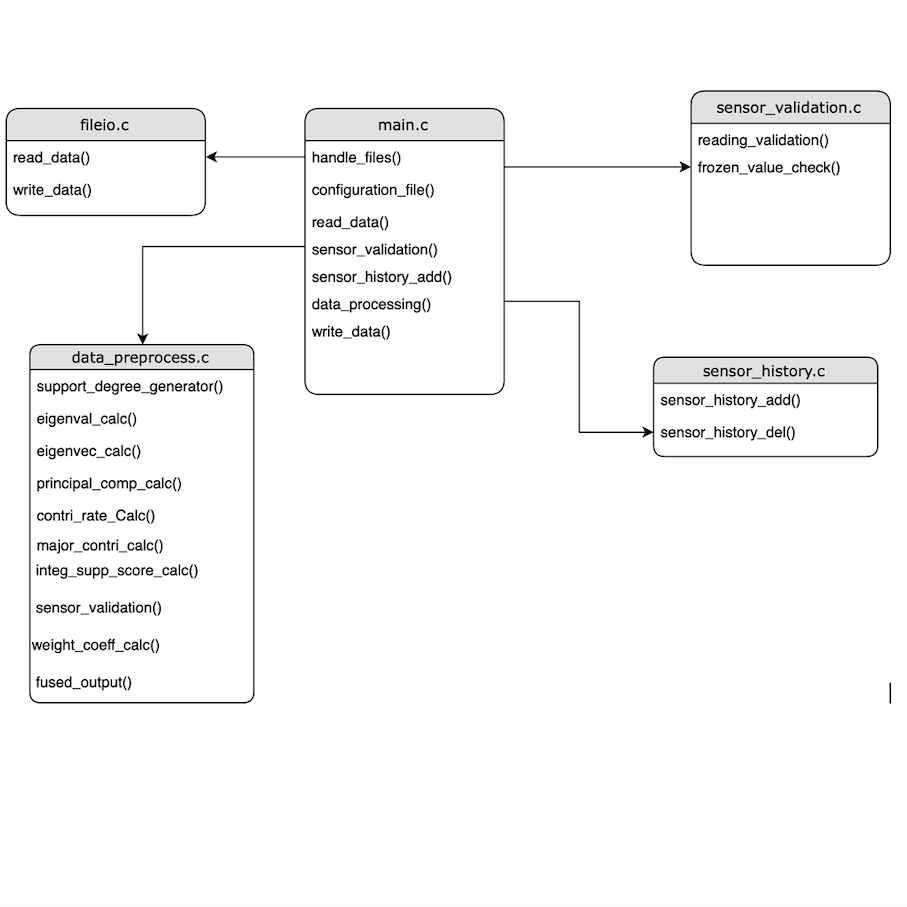 fileio.c
read_data()
write_data()
main.c
handle_files()
configuration_file()
read_data()
sensor_validation()
sensor_history_add()
data_processing()
write_data()
sensor_validation.c
reading_validation()
frozen_value_check()
data_preprocess.c
support_degree_generator()
eigenval_calc()
eigenvec_calc()
principal_comp_calc()
contri_rate_Calc()
major_contri_calc()
integ_supp_score_calc()
sensor_validation()
weight_coeff_calc()
fused_output()
sensor_history.c
sensor_history_add()
sensor_history_del()